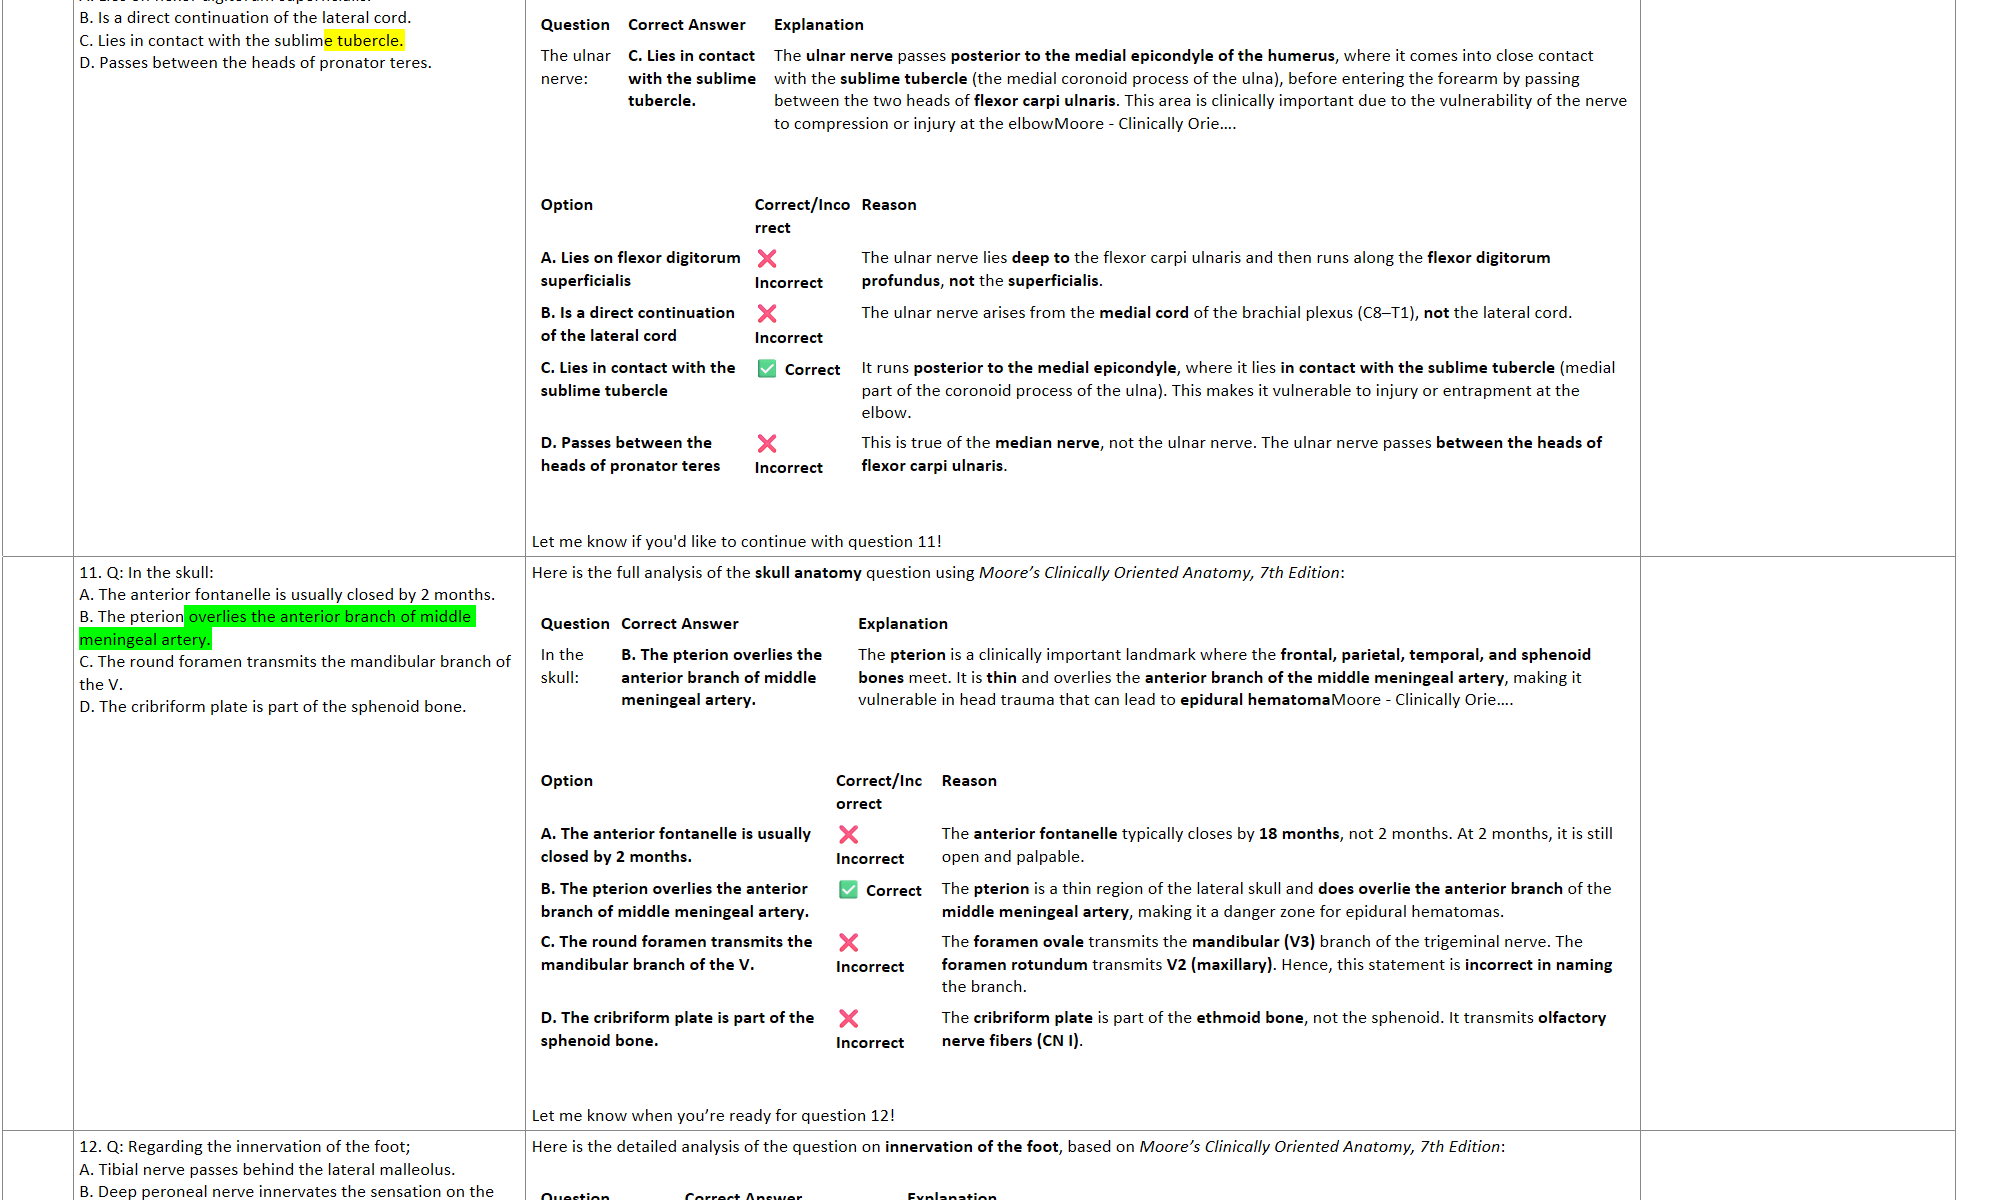 B. Is a direct continuation of the lateral cord.
C. Lies in contact with the sublime tubercle.
D. Passes between the heads of pronator teres.
Question Correct Answer Explanation
The ulnar nerve:
C. Lies in contact with the sublime tubercle.
The ulnar nerve passes posterior to the medial epicondyle of the humerus, where it comes into close contact
with the sublime tubercle (the medial coronoid process of the ulna), before entering the forearm by passing
between the two heads of flexor carpi ulnaris. This area is clinically important due to the vulnerability of the nerve
to compression or injury at the elbowMoore - Clinically Orie....
Option Correct/Incorrect Reason
A. Lies on flexor digitorum
superficialis
❌
Incorrect
The ulnar nerve lies deep to the flexor carpi ulnaris and then runs along the flexor digitorum
profundus, not the superficialis.
B. Is a direct continuation
of the lateral cord
❌
Incorrect
The ulnar nerve arises from the medial cord of the brachial plexus (C8–T1), not the lateral cord.
C. Lies in contact with the
sublime tubercle
✅ Correct
It runs posterior to the medial epicondyle, where it lies in contact with the sublime tubercle (medial
part of the coronoid process of the ulna). This makes it vulnerable to injury or entrapment at the
elbow.
D. Passes between the
heads of pronator teres
❌
Incorrect
This is true of the median nerve, not the ulnar nerve. The ulnar nerve passes between the heads of
flexor carpi ulnaris.
Let me know if you'd like to continue with question 11!
11. Q: In the skull:
A. The anterior fontanelle is usually closed by 2 months.
B. The pterion overlies the anterior branch of middle
meningeal artery.
C. The round foramen transmits the mandibular branch of
the V.
D. The cribriform plate is part of the sphenoid bone.
Here is the full analysis of the skull anatomy question using Moore’s Clinically Oriented Anatomy, 7th Edition:
Question Correct Answer Explanation
In the
skull:
B. The pterion overlies the
anterior branch of middle
meningeal artery.
The pterion is a clinically important landmark where the frontal, parietal, temporal, and sphenoid
bones meet. It is thin and overlies the anterior branch of the middle meningeal artery, making it
vulnerable in head trauma that can lead to epidural hematomaMoore - Clinically Orie....
Option Correct/Incorrect Reason
A. The anterior fontanelle is usually
closed by 2 months.
❌
Incorrect
The anterior fontanelle typically closes by 18 months, not 2 months. At 2 months, it is still
open and palpable.
B. The pterion overlies the anterior
branch of middle meningeal artery.
✅ Correct
The pterion is a thin region of the lateral skull and does overlie the anterior branch of the
middle meningeal artery, making it a danger zone for epidural hematomas.
C. The round foramen transmits the
mandibular branch of the V.
❌
Incorrect
The foramen ovale transmits the mandibular (V3) branch of the trigeminal nerve. The
foramen rotundum transmits V2 (maxillary). Hence, this statement is incorrect in naming
the branch.
D. The cribriform plate is part of the
sphenoid bone.
❌
Incorrect
The cribriform plate is part of the ethmoid bone, not the sphenoid. It transmits olfactory
nerve fibers (CN I).
Let me know when you’re ready for question 12!
12. Q: Regarding the innervation of the foot;
A. Tibial nerve passes behind the lateral malleolus.
B. Deep peroneal nerve innervates the sensation on the
Here is the detailed analysis of the question on innervation of the foot, based on Moore’s Clinically Oriented Anatomy, 7th Edition:
Question Correct Answer Explanation